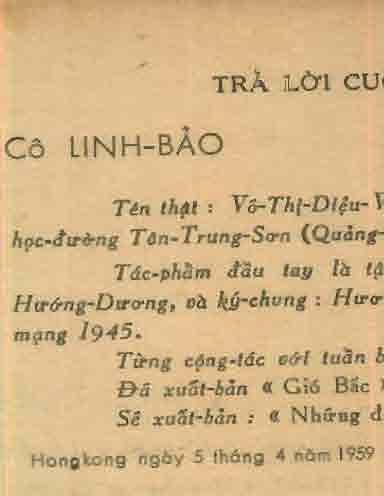 TRẢ LỜI CUỘ
Cô LINH-BẢO
Tên thật : Võ-Thị-Diệu-V
học-đường Tôn-Trung-Sơn (Quảng-
Tác-phẩm đầu tay là tậ
Hướng-Dương, và ký-chung : Hươ
mạng 1945.
Từng cộng-tác với tuần b
Đã xuất-bản « Gió Bấc »
Sẽ xuất-bản : « Những đ
Hongkong ngày 5 tháng 4 năm 1959